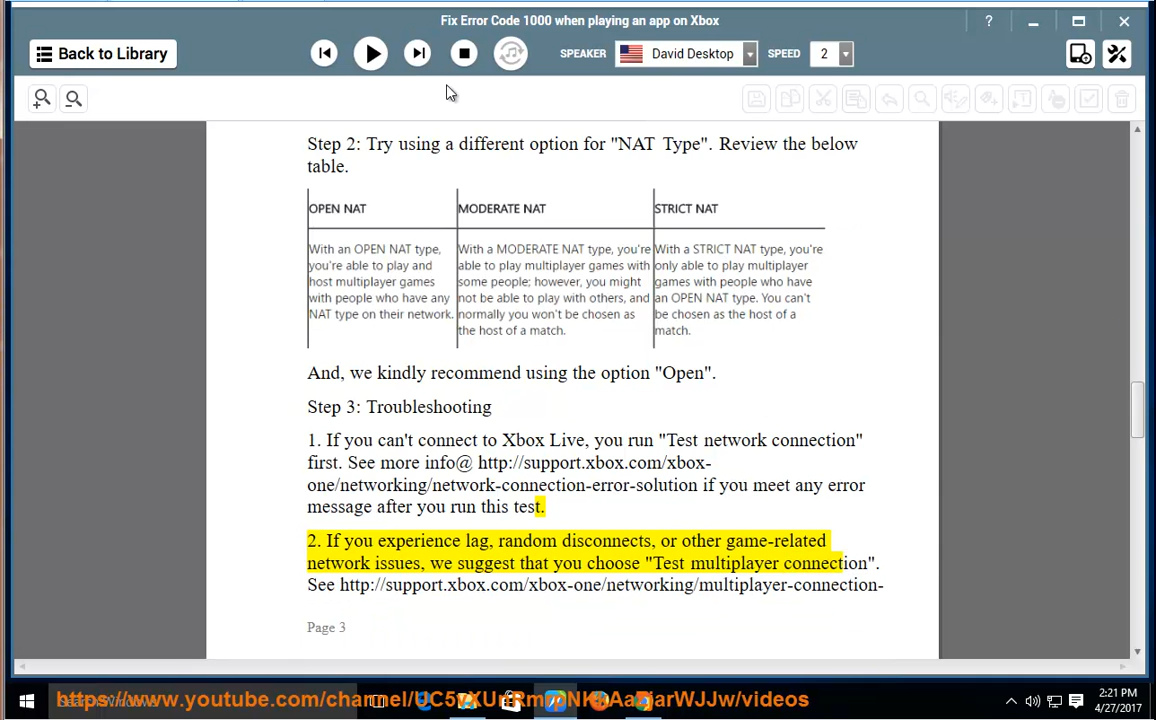 Fix Error Code 1000 when playing an app on Xbox
?
Back to Library
SPEAKER
David Desktop
SPEED
2
Step 2: Try using a different option for "NAT Type". Review the below
table.
OPEN NAT
With an OPEN NAT type,
you're able to play and
host multiplayer games
with people who have any
NAT type on their network.
MODERATE NAT
With a MODERATE NAT type, you're
able to play multiplayer games with
some people; however, you might
not be able to play with others, and
normally you won't be chosen as
the host of a match.
STRICT NAT
With a STRICT NAT type, you're
only able to play multiplayer
games with people who have
an OPEN NAT type. You can't
be chosen as the host of a
match.
And, we kindly recommend using the option "Open".
Step 3: Troubleshooting
1. If you can't connect to Xbox Live, you run "Test network connection"
first. See more info@ http://support.xbox.com/xbox-
one/networking/network-connection-error-solution if you meet any error
message after you run this test.
2. If you experience lag, random disconnects, or other game-related
network issues, we suggest that you choose "Test multiplayer connection".
See http://support.xbox.com/xbox-one/networking/multiplayer-connection-
Page 3
2:21 PM
4/27/2017